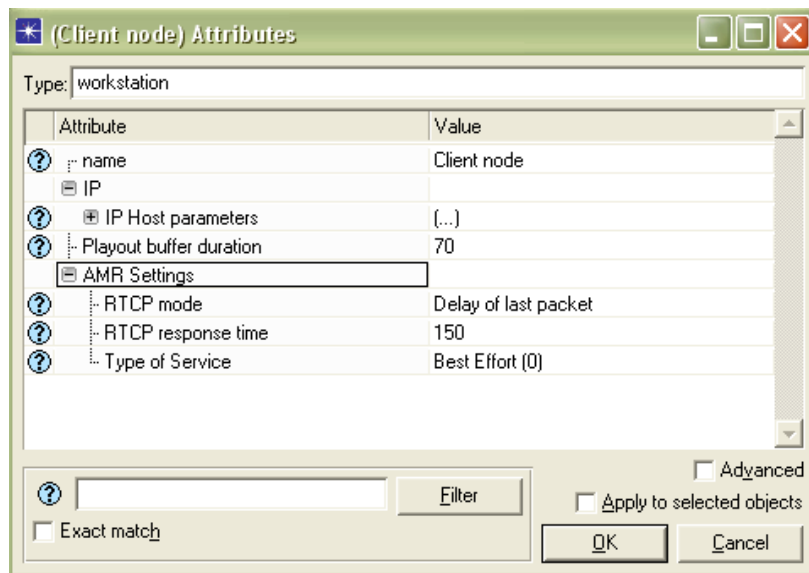 (Client node) Attributes
Type: workstation
Attribute Value
? name Client node
IP
? IP Host parameters (...)
? Playout buffer duration 70
AMR Settings
? RTCP mode Delay of last packet
? RTCP response time 150
? Type of Service Best Effort (0)
Advanced
? Filter Apply to selected objects
Exact match OK Cancel